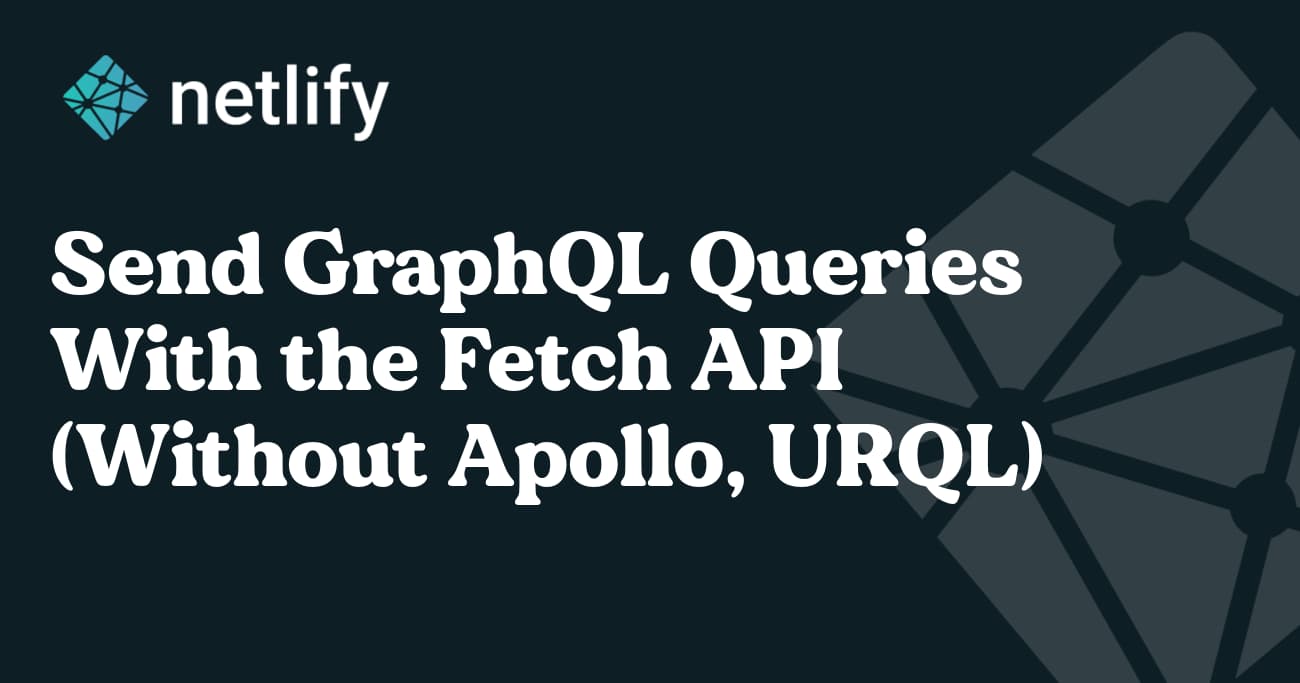 netlify
Send GraphQL Queries
With the Fetch API
(Without Apollo, URQL)